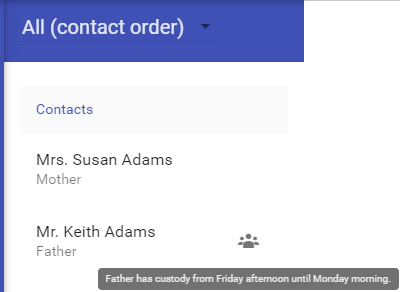 All (contact order)
Contacts
Mrs. Susan Adams
Mother
Mr. Keith Adams
Father
Father has custody from Friday afternoon until Monday morning.